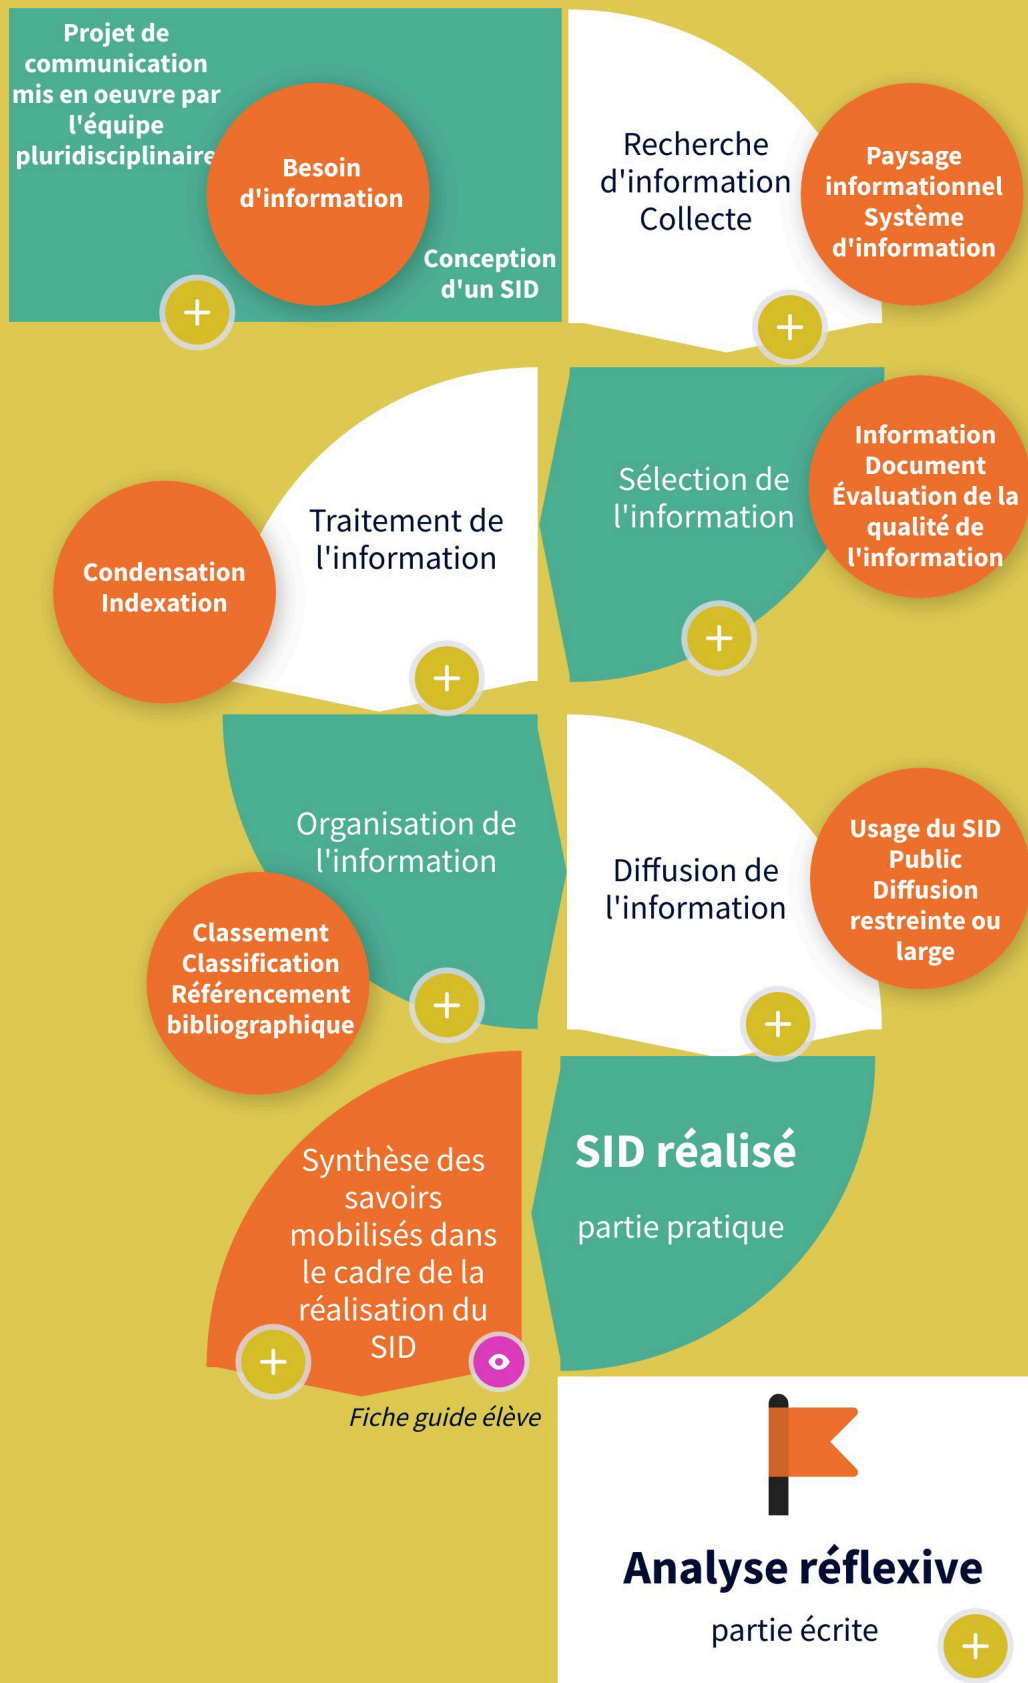 Projet de
communication
mis en oeuvre par
l'équipe
pluridisciplinaire
Besoin
d'information
Conception
d'un SID
Recherche
d'information
Collecte
Paysage
informationnel
Système
d'information
Sélection de
l'information
Information
Document
Évaluation de la
qualité de
l'information
Traitement de
l'information
Condensation
Indexation
Organisation de
l'information
Classement
Classification
Référencement
bibliographique
Diffusion de
l'information
Usage du SID
Public
Diffusion
restreinte ou
large
SID réalisé
partie pratique
Synthèse des
savoirs
mobilisés dans
le cadre de la
réalisation du
SID
Fiche guide élève
Analyse réflexive
partie écrite